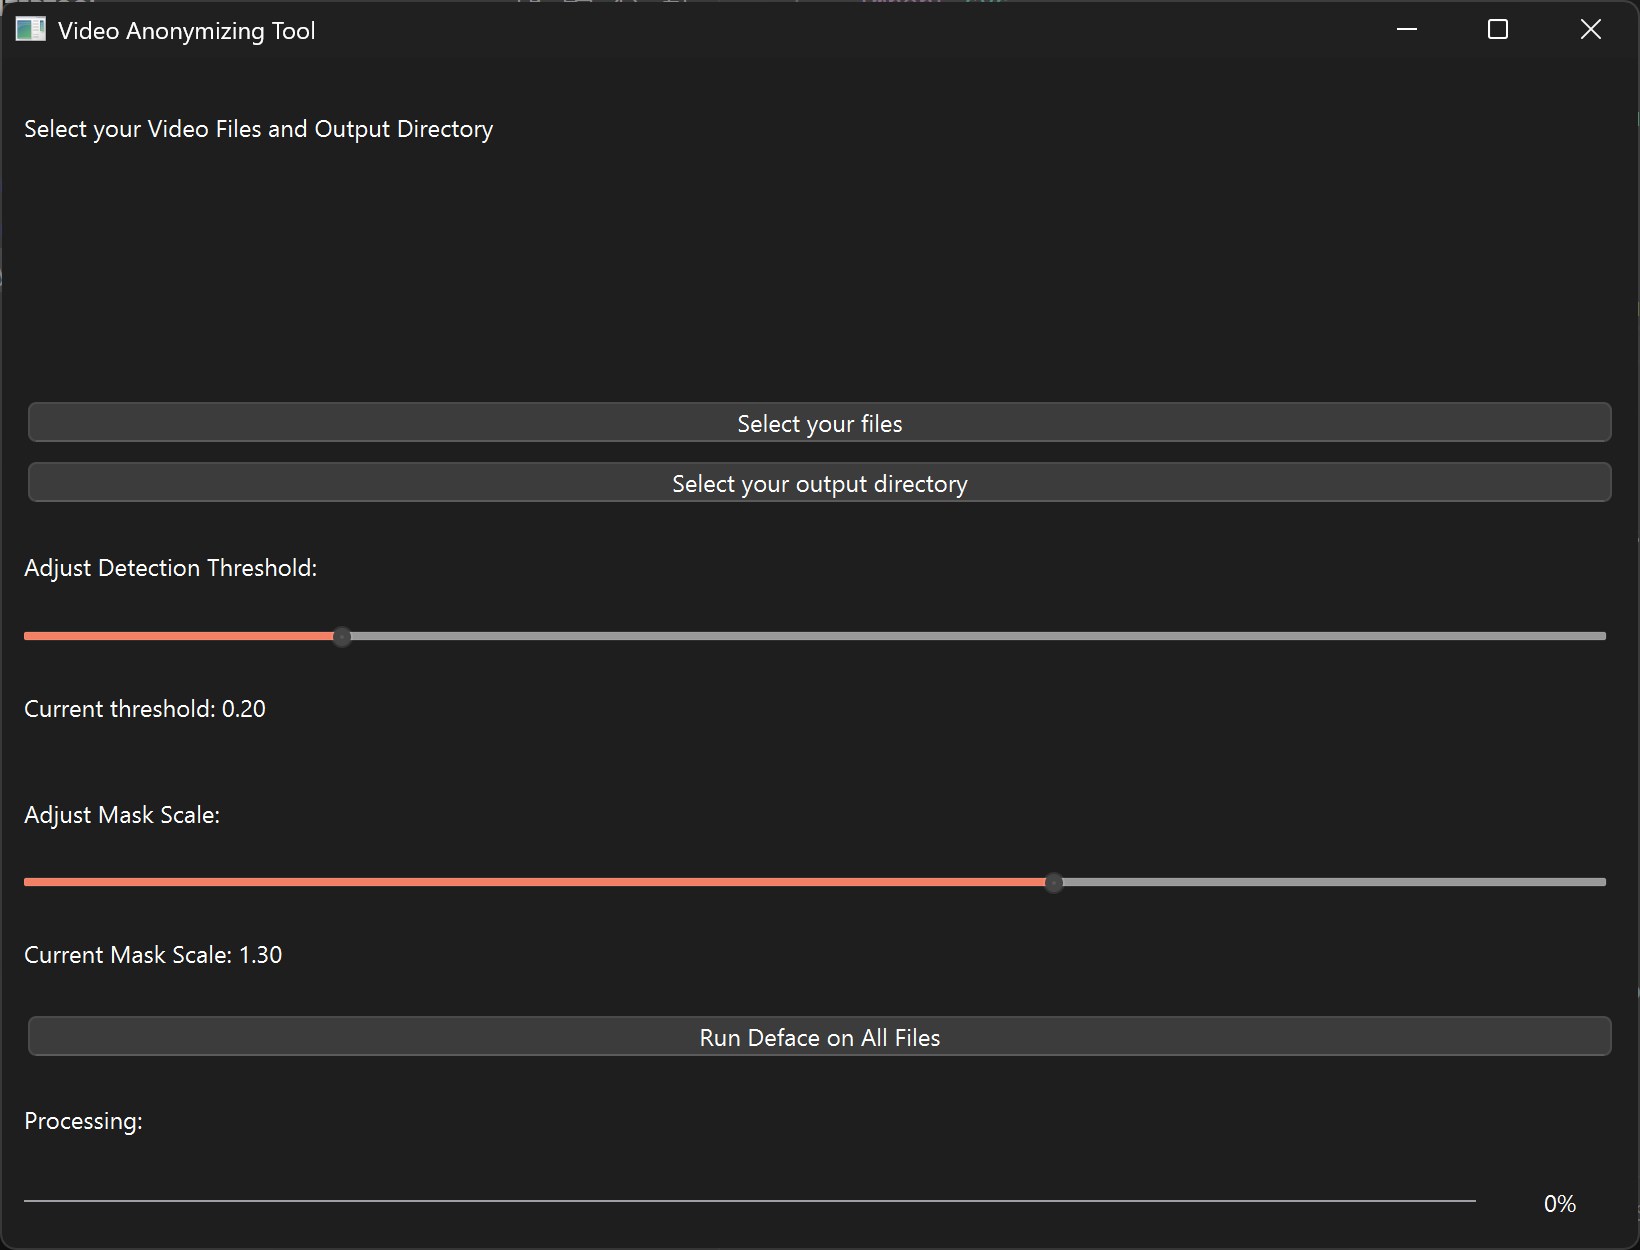 Video Anonymizing Tool
Select your Video Files and Output Directory
Select your files
Select your output directory
Adjust Detection Threshold:
Current threshold: 0.20
Adjust Mask Scale:
Current Mask Scale: 1.30
Run Deface on All Files
Processing:
0%